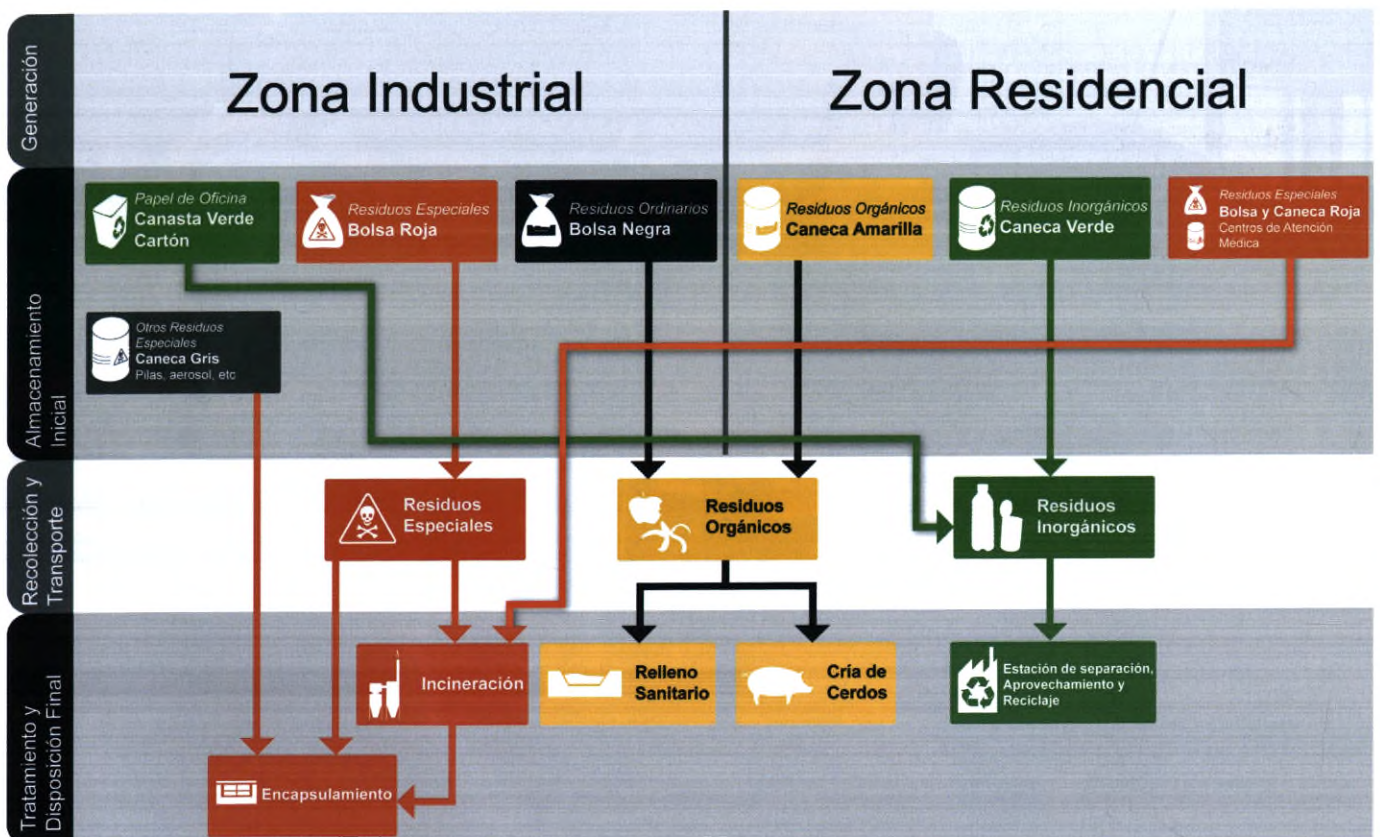 Generación
Zona Industrial
Zona Residencial
Almacenamiento
Inicial
Papel de Oficina
Canasta Verde
Cartón
Residuos Especiales
Bolsa Roja
Residuos Ordinarios
Bolsa Negra
Residuos Orgánicos
Caneca Amarilla
Residuos Inorgánicos
Caneca Verde
Residuos Especiales
Bolsa y Caneca Roja
Centros de Atención
Médica
Otros Residuos
Especiales
Caneca Gris
Pilas, aerosol, etc
Recolección y
Transporte
Residuos
Especiales
Residuos
Orgánicos
Residuos
Inorgánicos
Tratamiento y
Disposición Final
Incineración
Relleno
Sanitario
Cría de
Cerdos
Estación de separación,
Aprovechamiento y
Reciclaje
Encapsulamiento